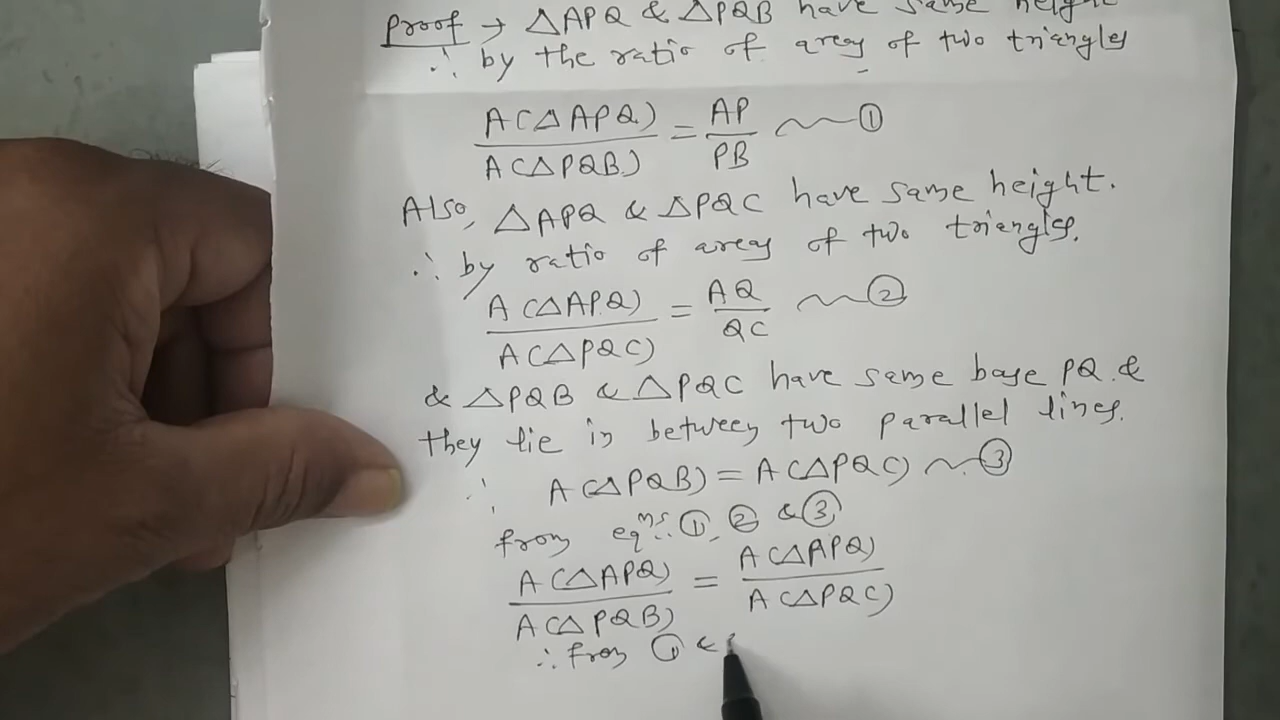 Proof → △APQ & △PQB have same height
∴ by the ratio of areas of two triangles
A(△APQ)/A(△PQB) = AP/PB ~ ①
Also, △APQ & △PQC have same height.
∴ by ratio of areas of two triangles.
A(△APQ)/A(△PQC) = AQ/QC ~ ②
& △PQB & △PQC have same base PQ. &
they lie in between two parallel lines.
∴ A(△PQB) = A(△PQC) ~ ③
from eqns. ①, ② & ③
A(△APQ)/A(△PQB) = A(△APQ)/A(△PQC)
∴ from ① &